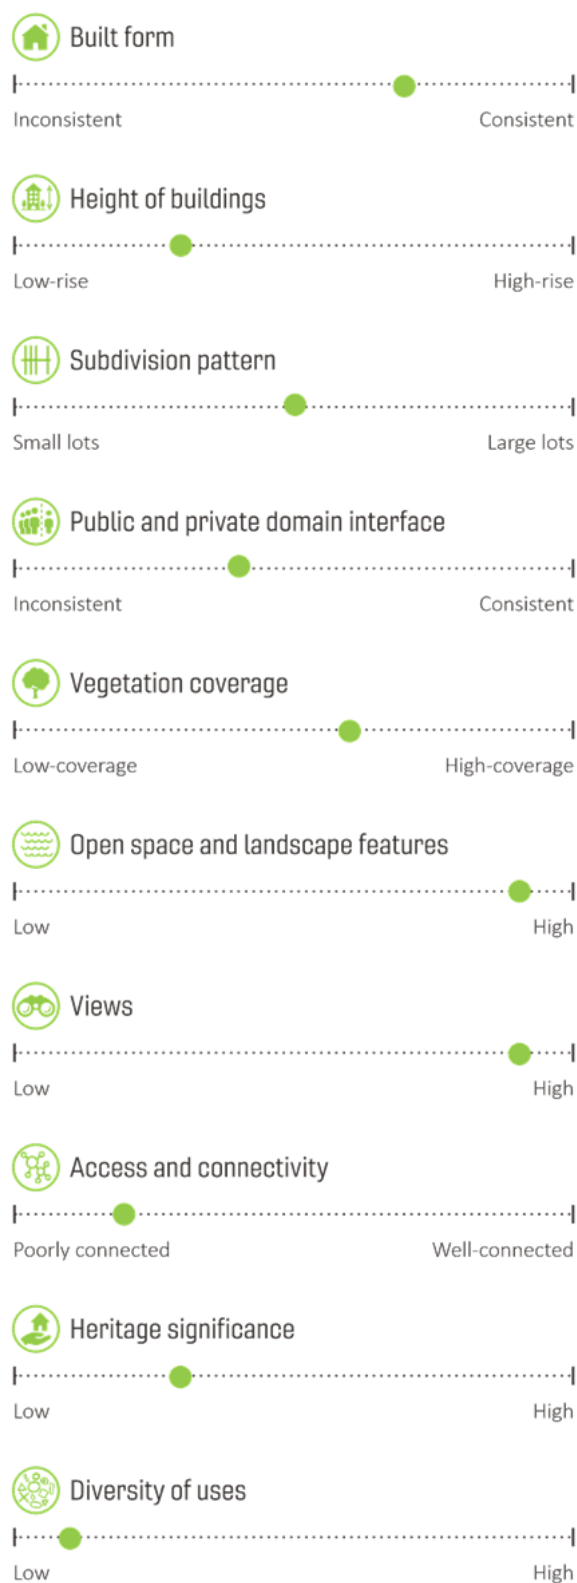 Built form
Inconsistent Consistent
Height of buildings
Low-rise High-rise
Subdivision pattern
Small lots Large lots
Public and private domain interface
Inconsistent Consistent
Vegetation coverage
Low-coverage High-coverage
Open space and landscape features
Low High
Views
Low High
Access and connectivity
Poorly connected Well-connected
Heritage significance
Low High
Diversity of uses
Low High